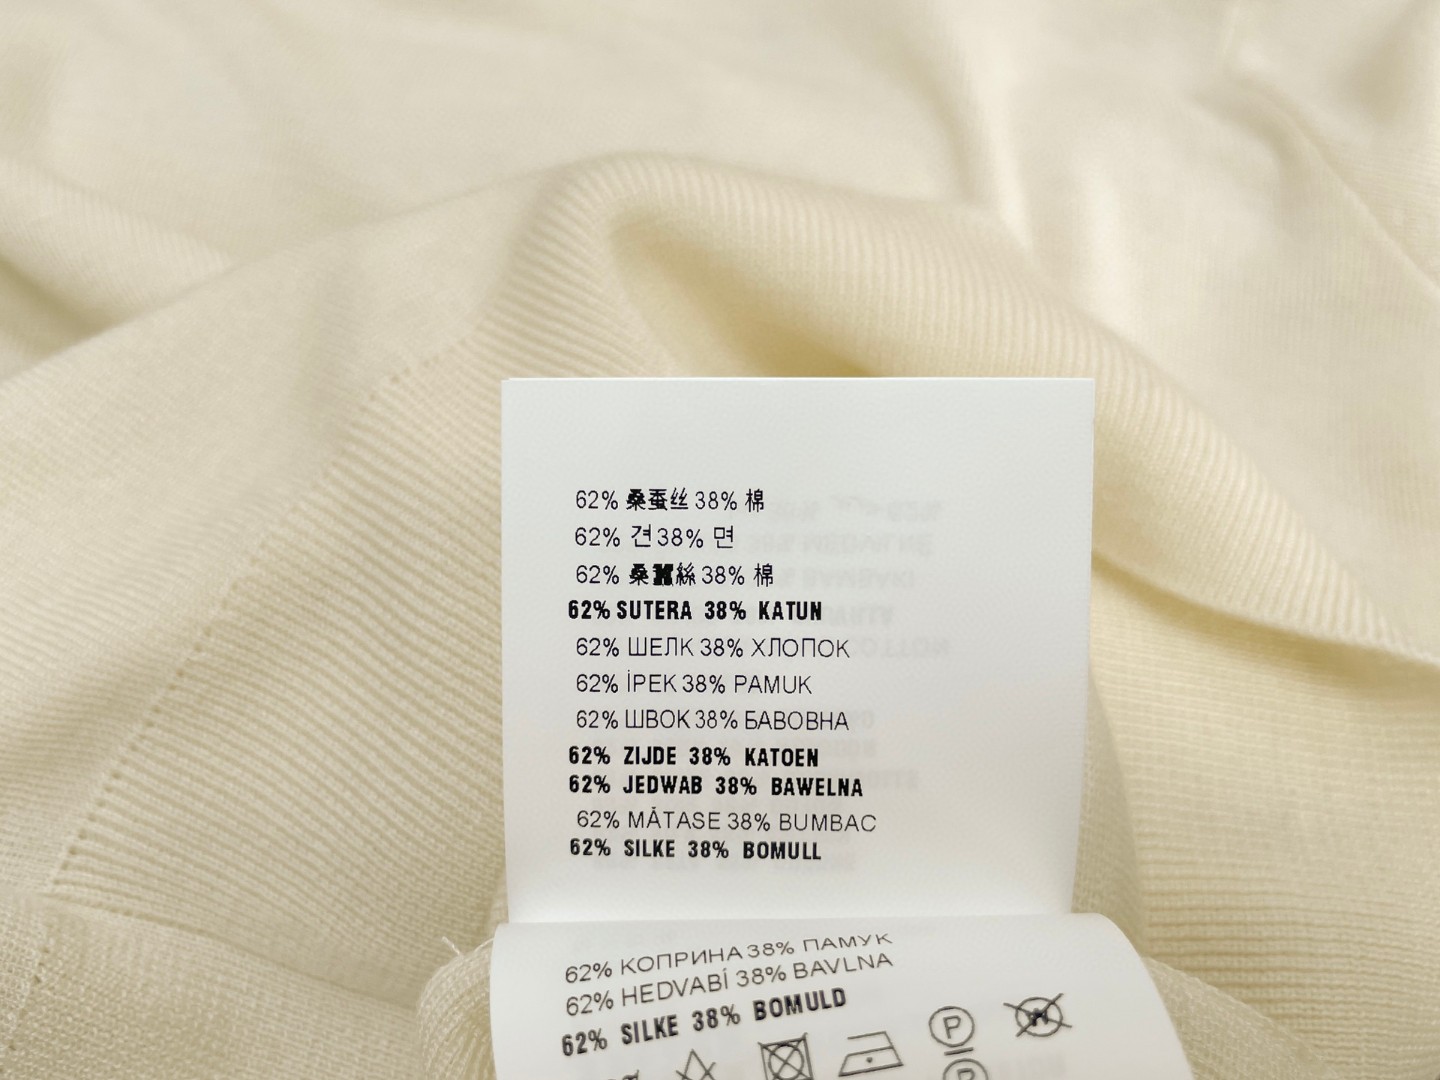 62% 桑蚕丝 38% 棉
62% 견 38% 면
62% 桑蠶絲 38% 棉
62% SUTERA 38% KATUN
62% ШЕЛК 38% ХЛОПОК
62% İPEK 38% PAMUK
62% ШВОК 38% БАВОВНА
62% ZIJDE 38% KATOEN
62% JEDWAB 38% BAWELNA
62% MĂTASE 38% BUMBAC
62% SILKE 38% BOMULL
62% КОПРИНА 38% ПАМУК
62% HEDVABÍ 38% BAVLNA
62% SILKE 38% BOMULD
P